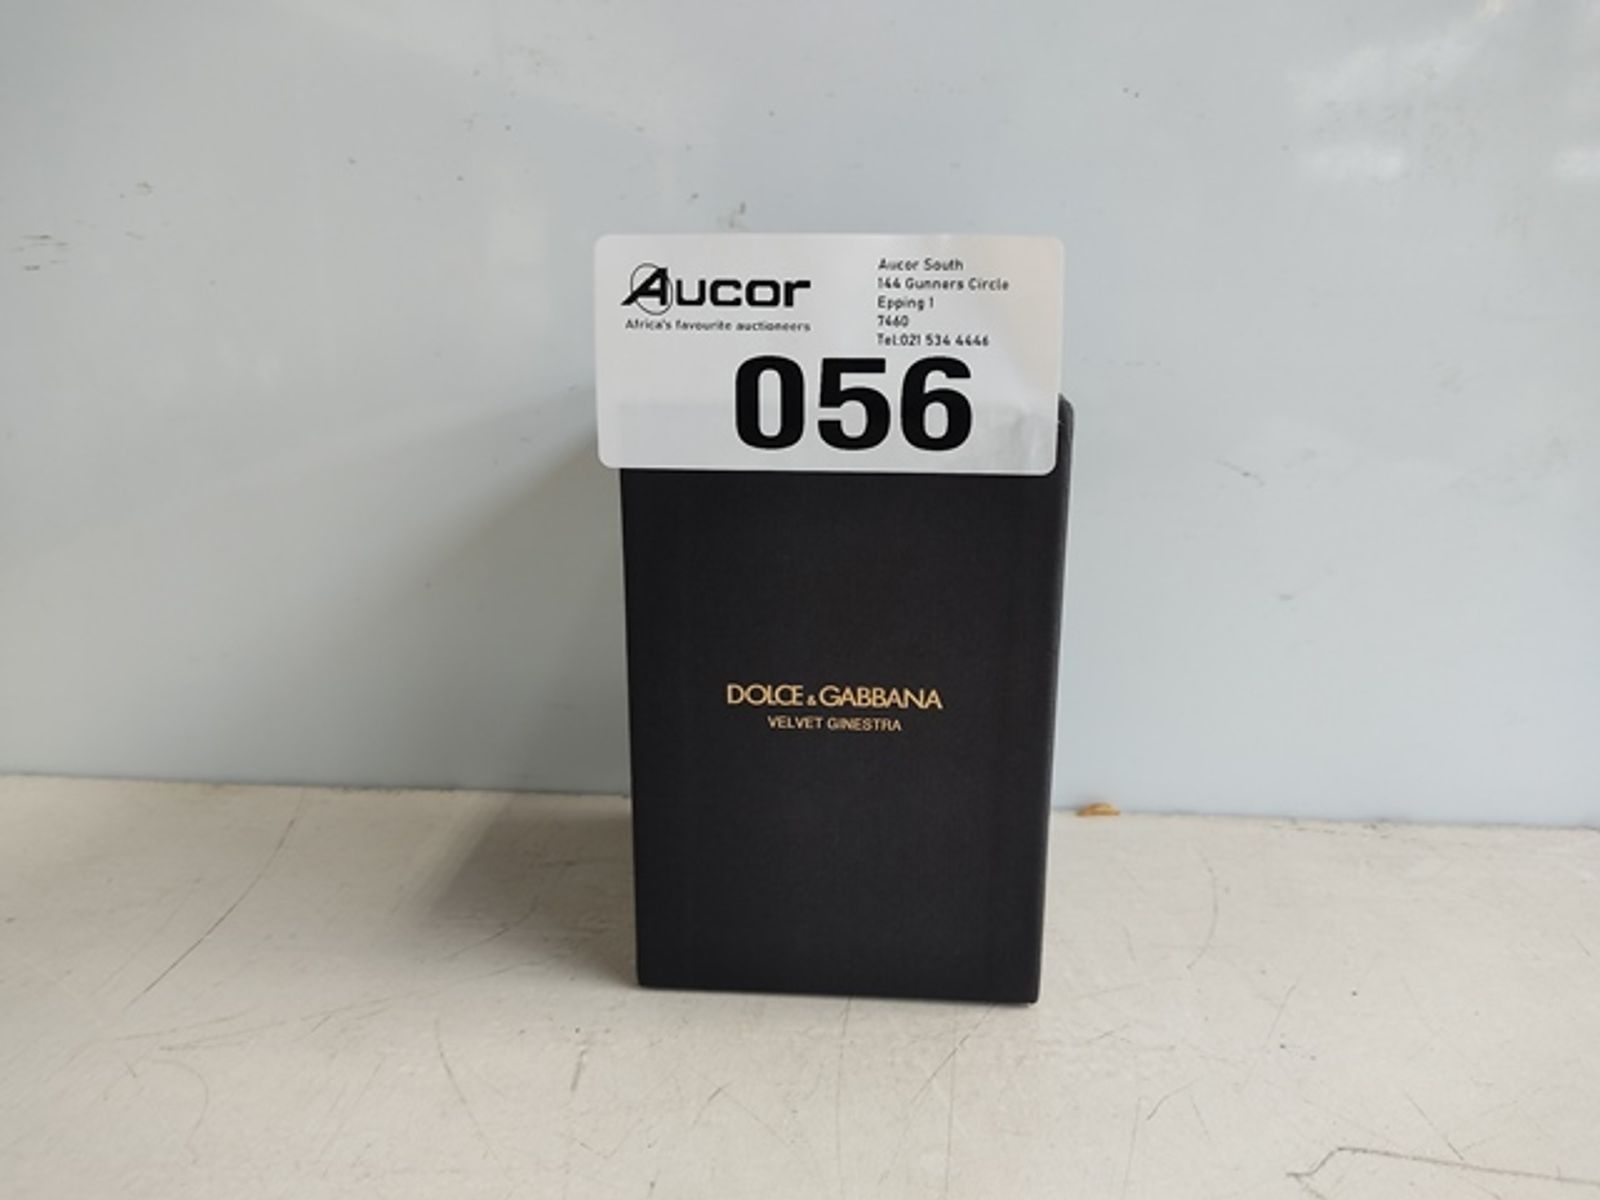 Aucor
Africa's favourite auctioneers
Aucor South
144 Gunners Circle
Epping 1
7460
Tel:021 534 4446
056
DOLCE & GABBANA
VELVET GINESTRA